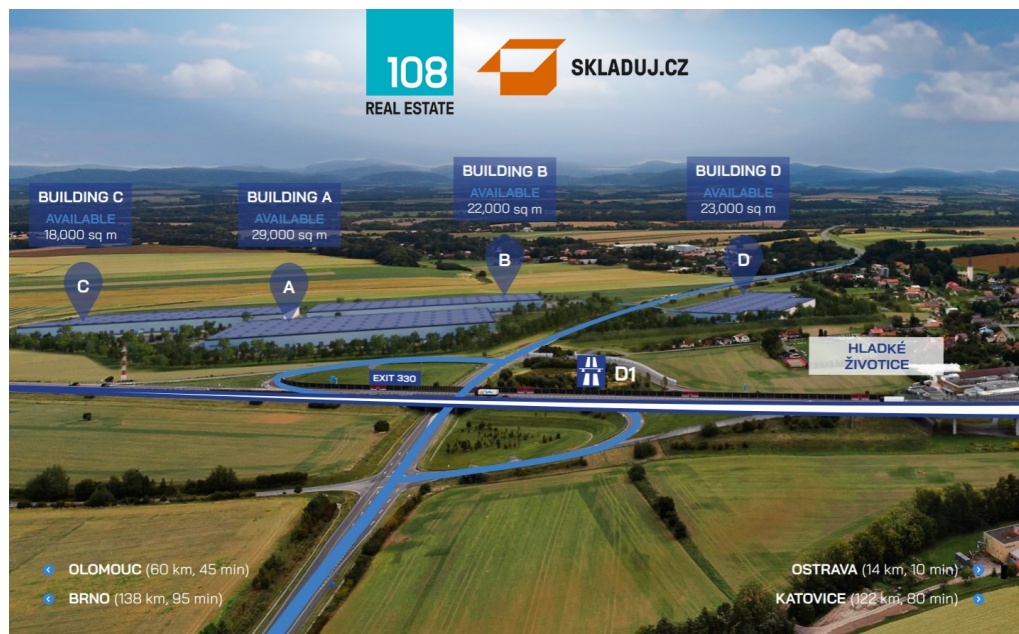 108
REAL ESTATE
SKLADUJ.CZ
BUILDING C
AVAILABLE
18,000 sq m
BUILDING A
AVAILABLE
29,000 sq m
BUILDING B
AVAILABLE
22,000 sq m
BUILDING D
AVAILABLE
23,000 sq m
C
A
B
D
HLADKÉ
ŽIVOTICE
EXIT 330
D1
OLOMOUC (60 km, 45 min)
BRNO (138 km, 95 min)
OSTRAVA (14 km, 10 min)
KATOVICE (122 km, 80 min)